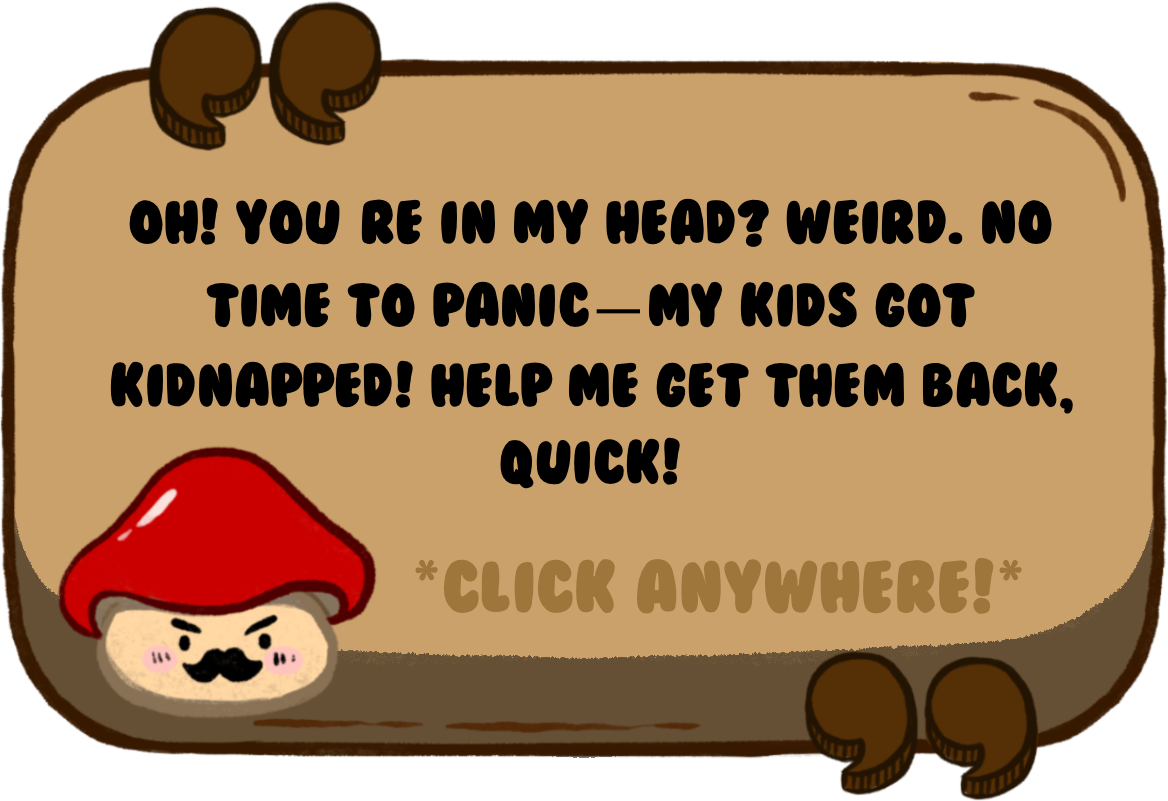 OH! YOU RE IN MY HEAD? WEIRD. NO
TIME TO PANIC—MY KIDS GOT
KIDNAPPED! HELP ME GET THEM BACK,
QUICK!
*CLICK ANYWHERE!*